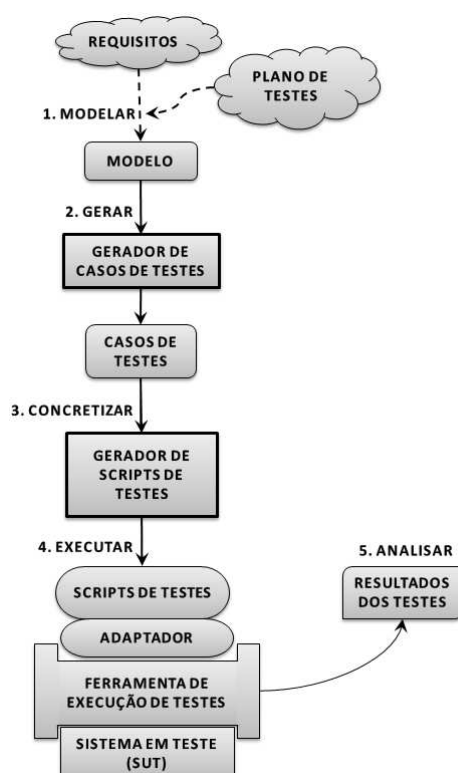 REQUISITOS
PLANO DE
TESTES
1. MODELAR
MODELO
2. GERAR
GERADOR DE
CASOS DE TESTES
CASOS DE
TESTES
3. CONCRETIZAR
GERADOR DE
SCRIPTS DE
TESTES
4. EXECUTAR
5. ANALISAR
SCRIPTS DE TESTES
RESULTADOS
DOS TESTES
ADAPTADOR
FERRAMENTA DE
EXECUÇÃO DE TESTES
SISTEMA EM TESTE
(SUT)